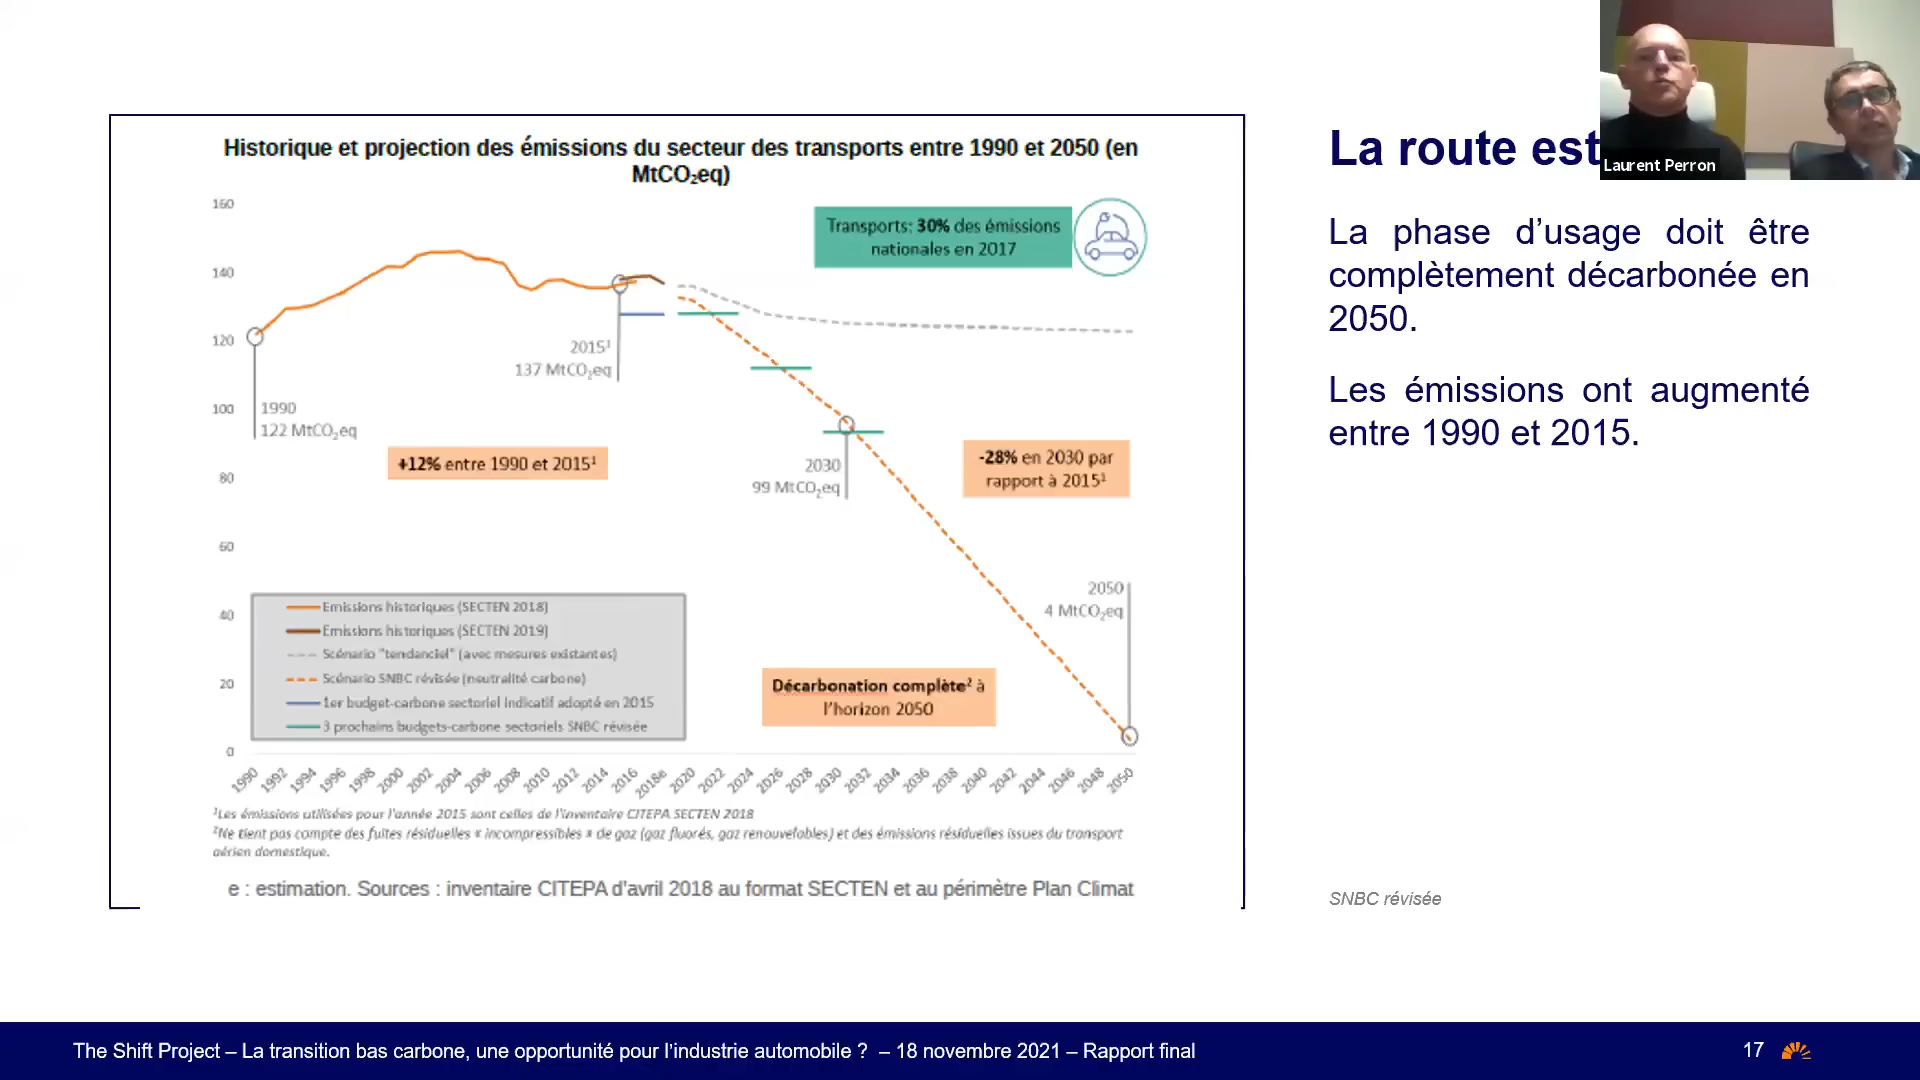 Historique et projection des émissions du secteur des transports entre 1990 et 2050 (en
MtCO₂eq)
160
140
120
100
80
60
40
20
0
Transports: 30% des émissions
nationales en 2017
2015¹
137 MtCO₂eq
1990
122 MtCO₂eq
+12% entre 1990 et 2015¹
2030
99 MtCO₂eq
-28% en 2030 par
rapport à 2015¹
2050
4 MtCO₂eq
Décarbonation complète² à
l'horizon 2050
Emissions historiques (SECTEN 2018)
Emissions historiques (SECTEN 2019)
Scénario "tendanciel" (avec mesures existantes)
Scénario SNBC révisée (neutralité carbone)
1er budget-carbone sectoriel indicatif adopté en 2015
3 prochains budgets-carbone sectoriels SNBC révisée
1990 1992 1994 1996 1998 2000 2002 2004 2006 2008 2010 2012 2014 2016 2018e 2020 2022 2024 2026 2028 2030 2032 2034 2036 2038 2040 2042 2044 2046 2048 2050
¹Les émissions utilisées pour l'année 2015 sont celles de l'inventaire CITEPA SECTEN 2018
²Ne tient pas compte des fuites résiduelles « incompressibles » de gaz (gaz fluorés, gaz renouvelables) et des émissions résiduelles issues du transport
aérien domestique.
e : estimation. Sources : inventaire CITEPA d'avril 2018 au format SECTEN et au périmètre Plan Climat
La route est
Laurent Perron
La phase d'usage doit être
complètement décarbonée en
2050.
Les émissions ont augmenté
entre 1990 et 2015.
SNBC révisée
The Shift Project – La transition bas carbone, une opportunité pour l'industrie automobile ? – 18 novembre 2021 – Rapport final
17